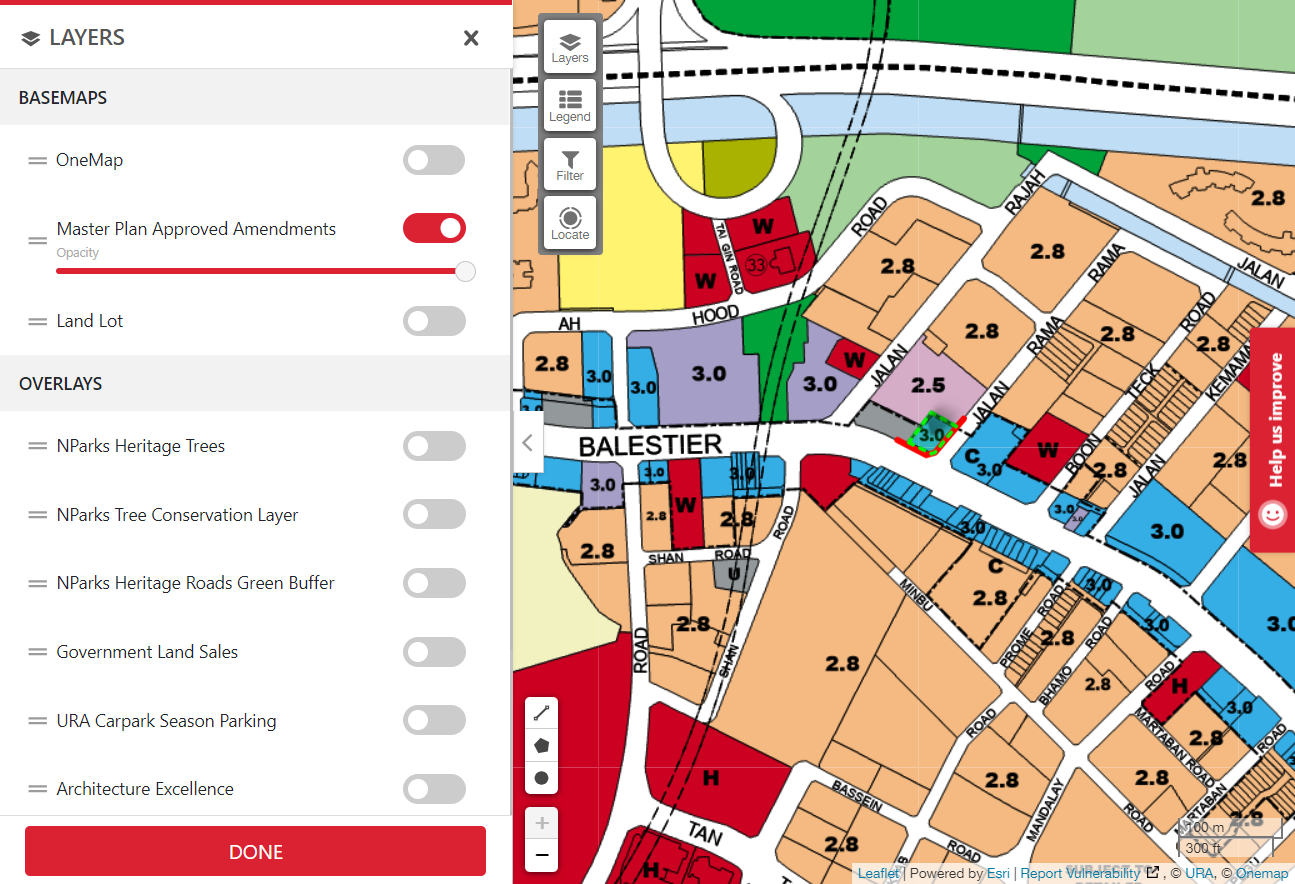 LAYERS
BASEMAPS
OneMap
Master Plan Approved Amendments
Opacity
Land Lot
OVERLAYS
NParks Heritage Trees
NParks Tree Conservation Layer
NParks Heritage Roads Green Buffer
Government Land Sales
URA Carpark Season Parking
Architecture Excellence
DONE
Layers
Legend
Filter
Locate
Help us improve
RAJAH
ROAD
2.8
JALAN
W
TAI GIN ROAD
33
W
2.8
2.8
RAMA
AH
HOOD
ROAD
2.8
2.8
RAMA
2.8
2.8
3.0
3.0
3.0
3.0
W
JALAN
2.5
JALAN
TECK
KEMAMAN
3.0
BALESTIER
C
3.0
W
BOON
2.8
JALAN
2.8
3.0
3.0
3.0
W
2.8
2.8
ROAD
3.0
3.0
3.0
3.0
2.8
SHAN
ROAD
U
C
2.8
MINBU
3.0
3.0
3.0
2.8
ROAD
SHAN
2.8
PROME
ROAD
2.8
BHAMO
ROAD
2.8
ROAD
H
3.0
MARTABAN ROAD
2.8
ROAD
H
ROAD
2.8
MANDALAY
2.8
ROAD
MARTABAN
2.8
BASSEIN
ROAD
2.8
TAN
H
100 m
300 ft
Leaflet | Powered by Esri | Report Vulnerability , © URA, © Onemap